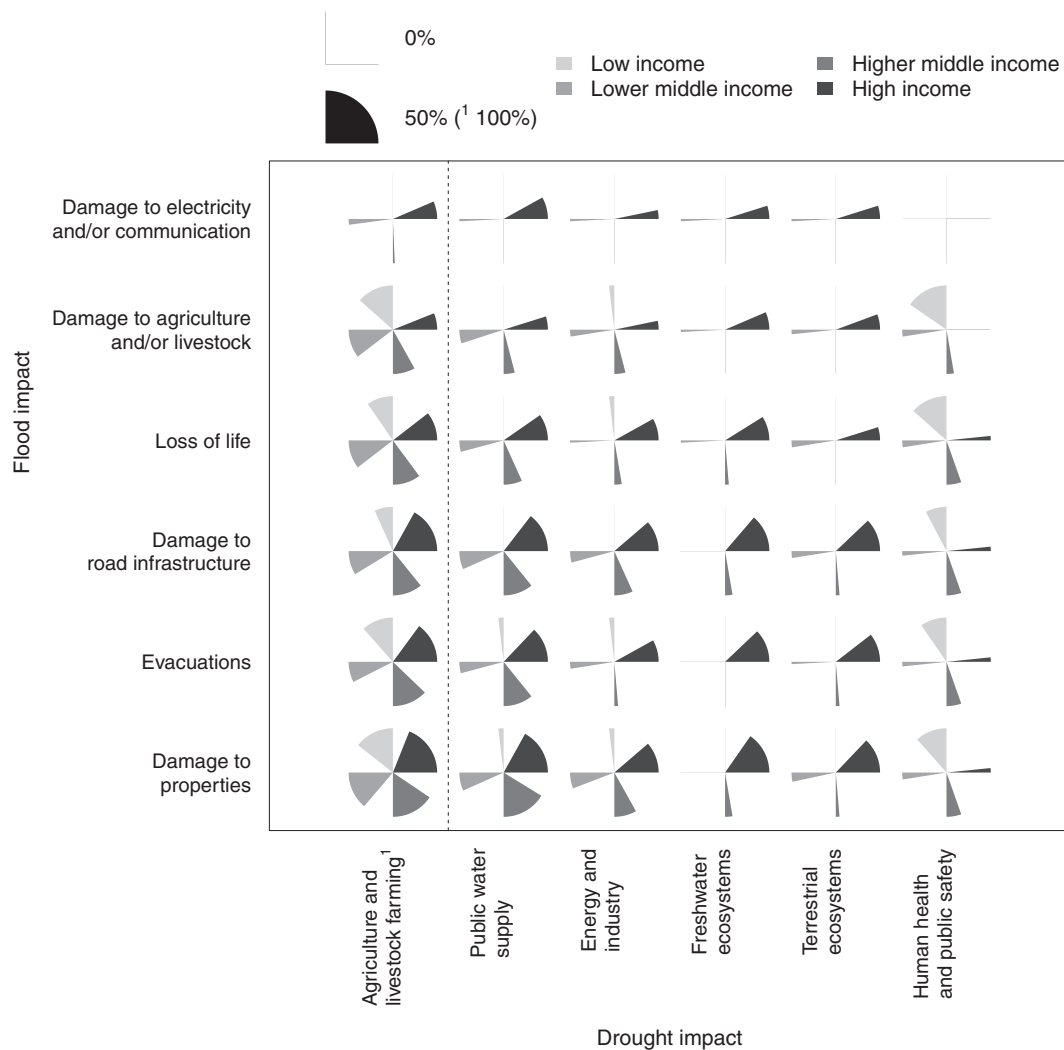 0%
50% (¹ 100%)
Low income
Lower middle income
Higher middle income
High income
Flood impact
Damage to electricity
and/or communication
Damage to agriculture
and/or livestock
Loss of life
Damage to
road infrastructure
Evacuations
Damage to
properties
Agriculture and
livestock farming¹
Public water
supply
Energy and
industry
Freshwater
ecosystems
Terrestrial
ecosystems
Human health
and public safety
Drought impact